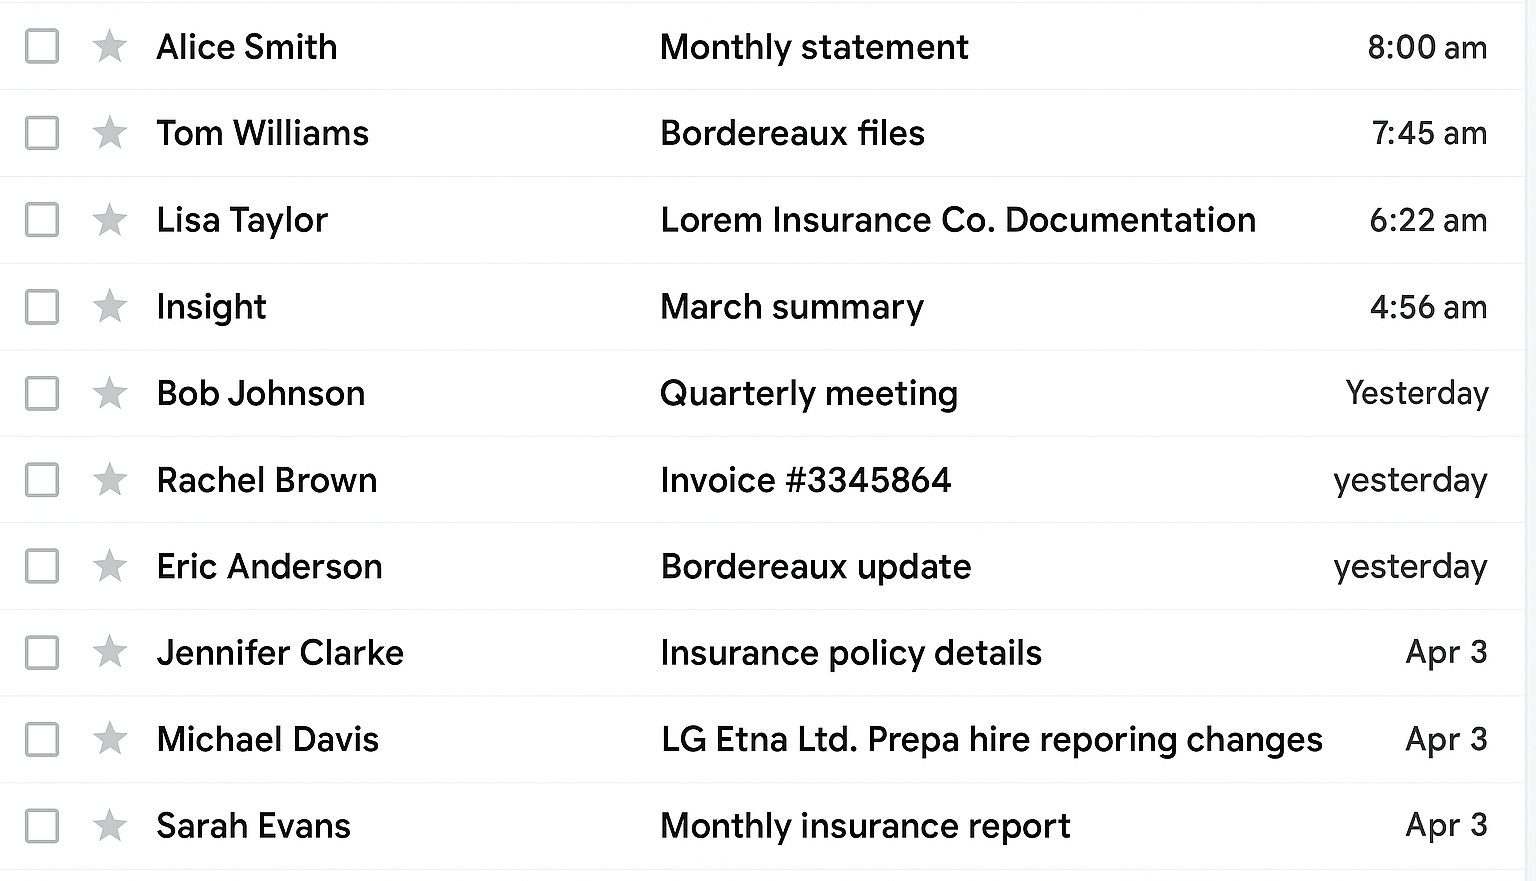 Alice Smith Monthly statement 8:00 am
Tom Williams Bordereaux files 7:45 am
Lisa Taylor Lorem Insurance Co. Documentation 6:22 am
Insight March summary 4:56 am
Bob Johnson Quarterly meeting Yesterday
Rachel Brown Invoice #3345864 yesterday
Eric Anderson Bordereaux update yesterday
Jennifer Clarke Insurance policy details Apr 3
Michael Davis LG Etna Ltd. Prepa hire reporing changes Apr 3
Sarah Evans Monthly insurance report Apr 3